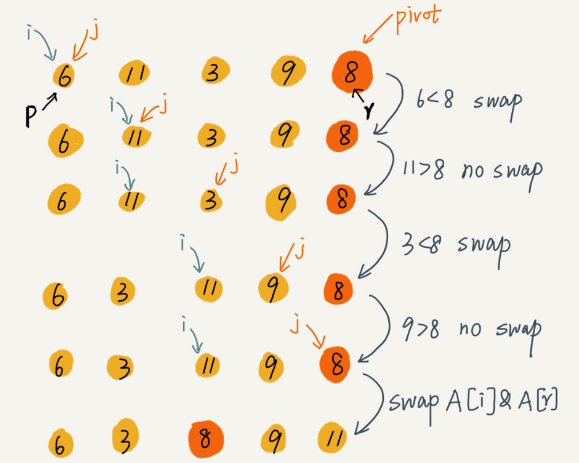 pivot
i j
6 11 3 9 8
p r
6<8 swap
i j
6 11 3 9 8
11>8 no swap
i j
6 11 3 9 8
3<8 swap
i j
6 3 11 9 8
9>8 no swap
i j
6 3 11 9 8
swap A[i]&A[r]
6 3 8 9 11